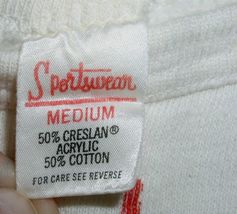 Sportswear
MEDIUM
50% CRESLAN®
ACRYLIC
50% COTTON
FOR CARE SEE REVERSE